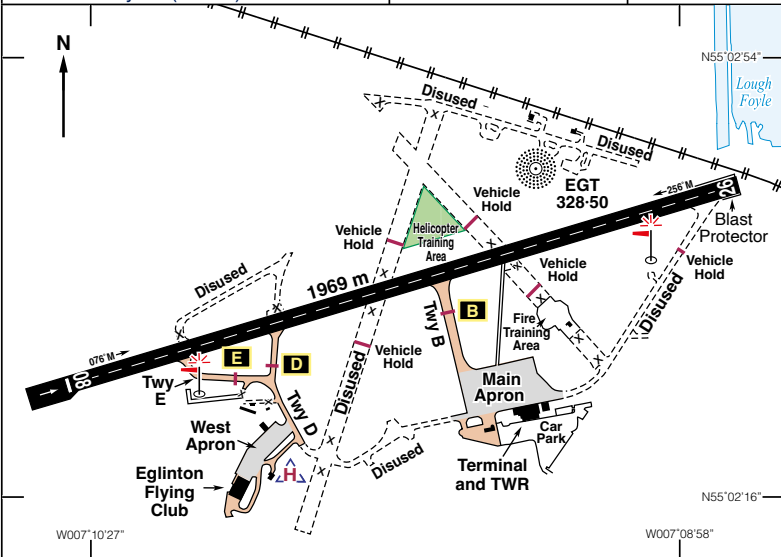 N
N55°02'54"
Lough
Foyle
Disused
Disused
EGT
328·50
256°M
26
Blast
Protector
Vehicle
Hold
Vehicle
Hold
Helicopter
Training
Area
Vehicle
Hold
Vehicle
Hold
Disused
1969 m
Twy B
B
Fire
Training
Area
Disused
076°M
08
E
D
Twy
E
Vehicle
Hold
Disused
Main
Apron
Twy D
West
Apron
Car
Park
Disused
H
Eglinton
Flying
Club
Terminal
and TWR
N55°02'16"
W007°10'27"
W007°08'58"